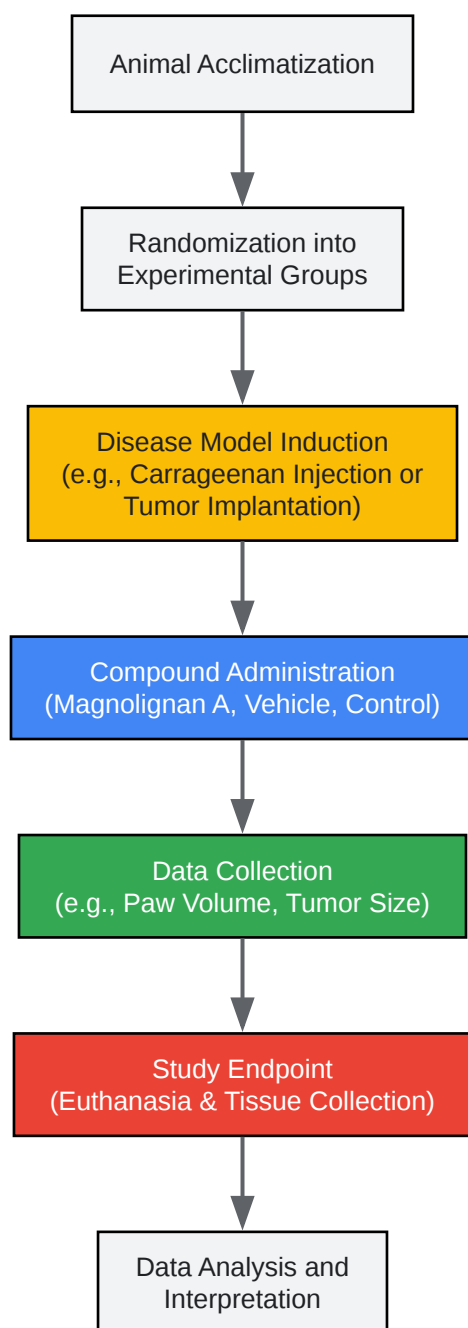 Animal Acclimatization
Randomization into
Experimental Groups
Disease Model Induction
(e.g., Carrageenan Injection or
Tumor Implantation)
Compound Administration
(Magnolignan A, Vehicle, Control)
Data Collection
(e.g., Paw Volume, Tumor Size)
Study Endpoint
(Euthanasia & Tissue Collection)
Data Analysis and
Interpretation